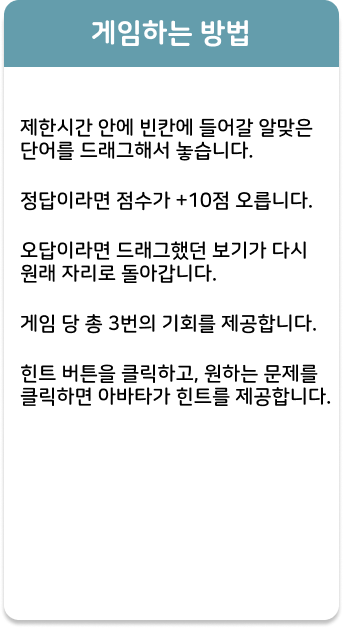 게임하는 방법
제한시간 안에 빈칸에 들어갈 알맞은
단어를 드래그해서 놓습니다.
정답이라면 점수가 +10점 오릅니다.
오답이라면 드래그했던 보기가 다시
원래 자리로 돌아갑니다.
게임 당 총 3번의 기회를 제공합니다.
힌트 버튼을 클릭하고, 원하는 문제를
클릭하면 아바타가 힌트를 제공합니다.